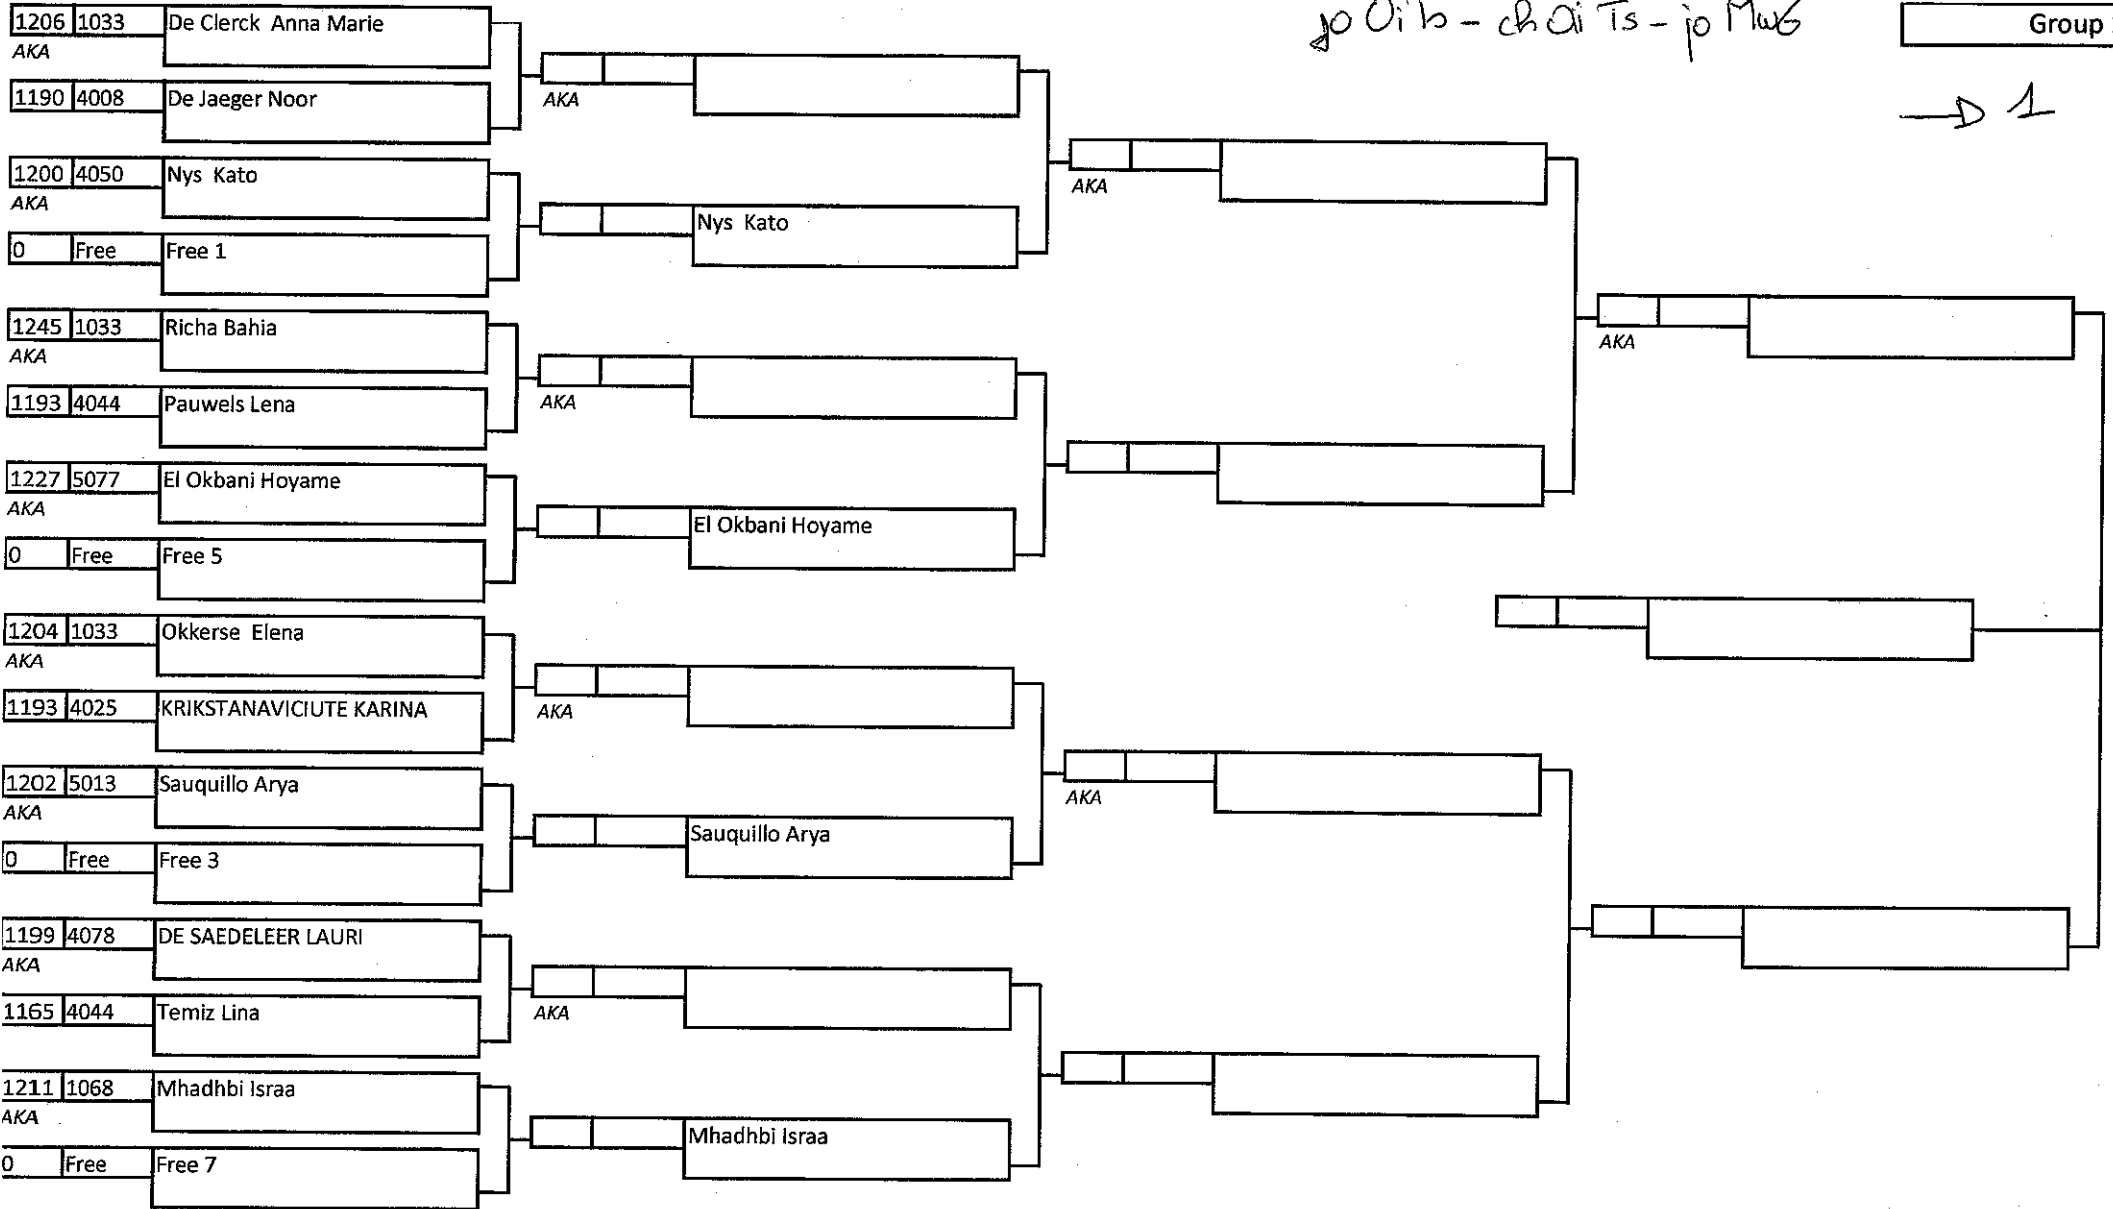 Group
1
1206 1033 De Clerck Anna Marie
AKA
AKA
1190 4008 De Jaeger Noor
AKA
1200 4050 Nys Kato
AKA
Nys Kato
0 Free Free 1
1245 1033 Richa Bahia
AKA
AKA
1193 4044 Pauwels Lena
AKA
1227 5077 El Okbani Hoyame
AKA
El Okbani Hoyame
0 Free Free 5
1204 1033 Okkerse Elena
AKA
1193 4025 KRIKSTANAVICIUTE KARINA
AKA
1202 5013 Sauquillo Arya
AKA
AKA
Sauquillo Arya
0 Free Free 3
1199 4078 DE SAEDELEER LAURI
AKA
1165 4044 Temiz Lina
AKA
1211 1068 Mhadhbi Israa
AKA
Mhadhbi Israa
0 Free Free 7